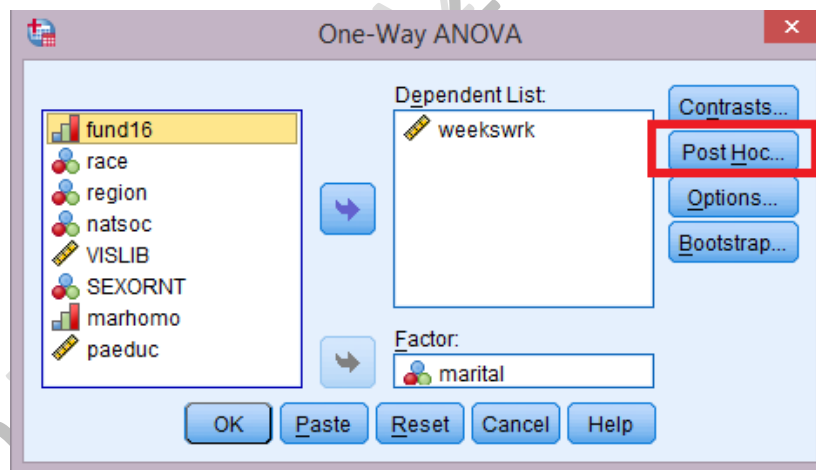 One-Way ANOVA
fund16
race
region
natsoc
VISLIB
SEXORNT
marhomo
paeduc
Dependent List:
weekswrk
Factor:
marital
Contrasts...
Post Hoc...
Options...
Bootstrap...
OK Paste Reset Cancel Help